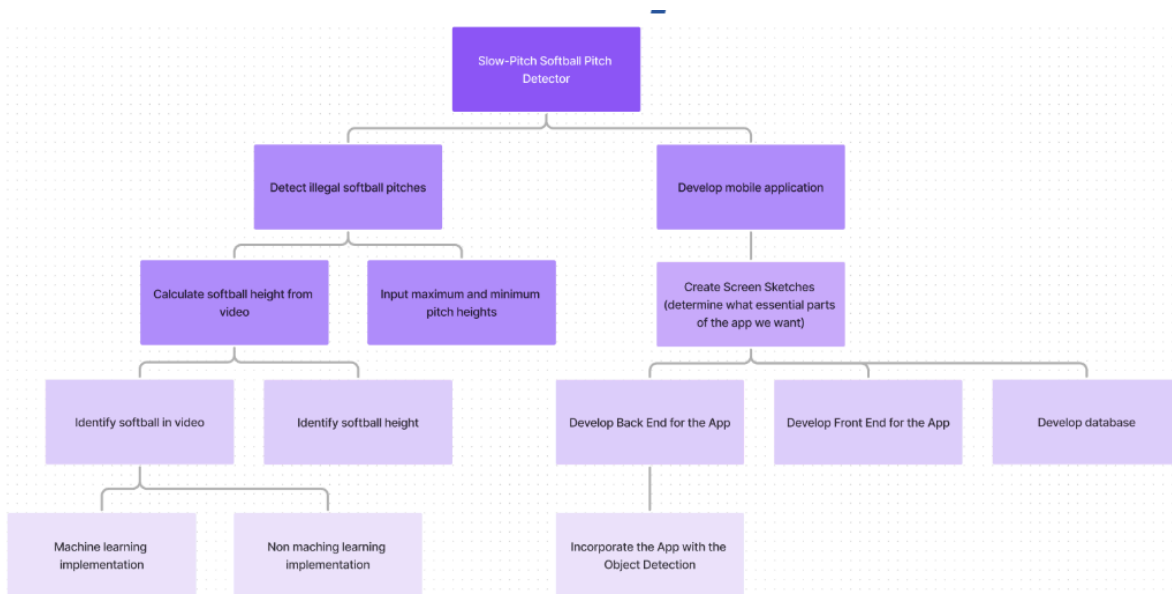 Slow-Pitch Softball Pitch
Detector
Detect illegal softball pitches
Develop mobile application
Calculate softball height from
video
Input maximum and minimum
pitch heights
Create Screen Sketches
(determine what essential parts
of the app we want)
Identify softball in video
Identify softball height
Develop Back End for the App
Develop Front End for the App
Develop database
Machine learning
implementation
Non maching learning
implementation
Incorporate the App with the
Object Detection